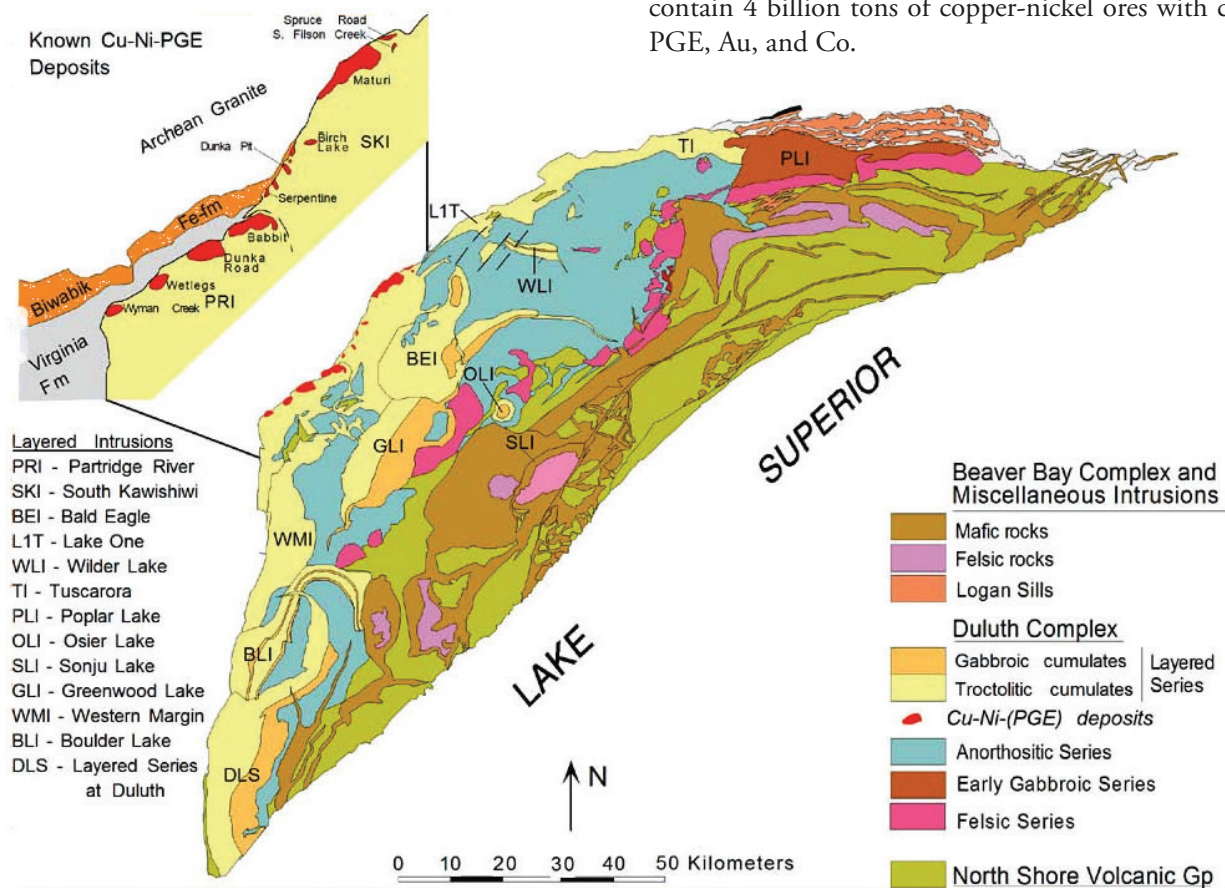 contain 4 billion tons of copper-nickel ores with
PGE, Au, and Co.
Known Cu-Ni-PGE
Deposits
Spruce Road
S. Filson Creek
Maturi
Archean Granite
Birch
Lake
SKI
Dunka Pit
Serpentine
Fe-fm
Babbit
Dunka
Road
Biwabik
Wetlegs
Wyman Creek
PRI
Virginia
Fm
TI
PLI
L1T
WLI
BEI
OLI
GLI
SLI
WMI
BLI
DLS
LAKE
SUPERIOR
Layered Intrusions
PRI - Partridge River
SKI - South Kawishiwi
BEI - Bald Eagle
L1T - Lake One
WLI - Wilder Lake
TI - Tuscarora
PLI - Poplar Lake
OLI - Osier Lake
SLI - Sonju Lake
GLI - Greenwood Lake
WMI - Western Margin
BLI - Boulder Lake
DLS - Layered Series
at Duluth
N
0 10 20 30 40 50 Kilometers
Beaver Bay Complex and
Miscellaneous Intrusions
Mafic rocks
Felsic rocks
Logan Sills
Duluth Complex
Gabbroic cumulates
Troctolitic cumulates
Layered
Series
Cu-Ni-(PGE) deposits
Anorthositic Series
Early Gabbroic Series
Felsic Series
North Shore Volcanic Gp